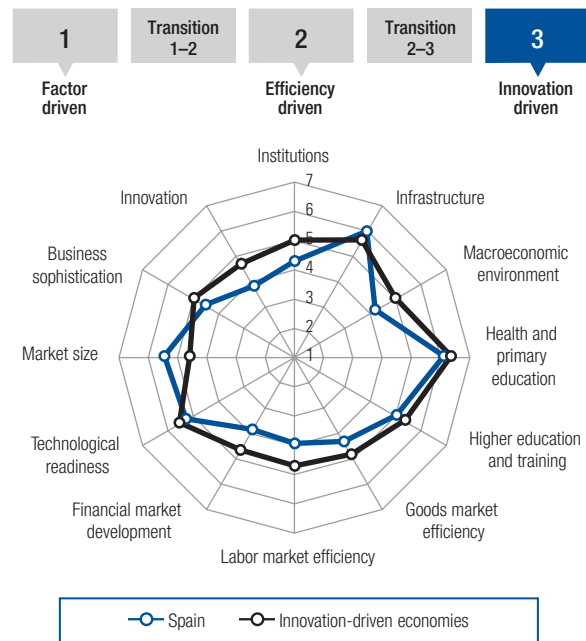 1
Transition
1–2
2
Transition
2–3
3
Factor
driven
Efficiency
driven
Innovation
driven
Institutions
Infrastructure
Macroeconomic
environment
Health and
primary
education
Higher education
and training
Goods market
efficiency
Labor market efficiency
Financial market
development
Technological
readiness
Market size
Business
sophistication
Innovation
7
6
5
4
3
2
1
Spain
Innovation-driven economies